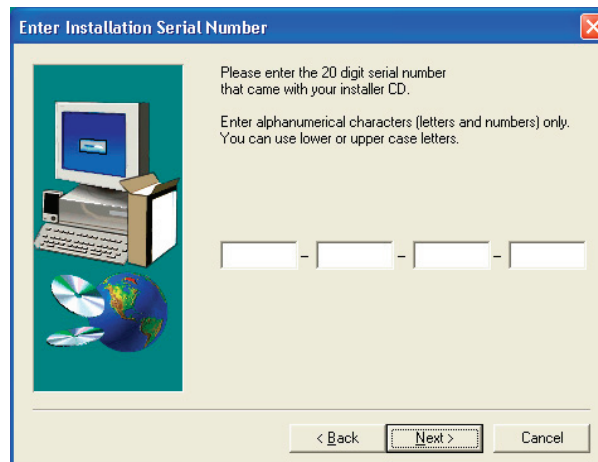 Enter Installation Serial Number
Please enter the 20 digit serial number
that came with your installer CD.
Enter alphanumerical characters (letters and numbers) only.
You can use lower or upper case letters.
- - -
< Back Next > Cancel